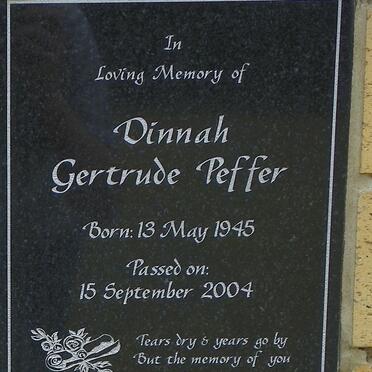 In
Loving Memory of
Dinnah
Gertrude Peffer
Born: 13 May 1945
Passed on:
15 September 2004
Tears dry & years go by
But the memory of you